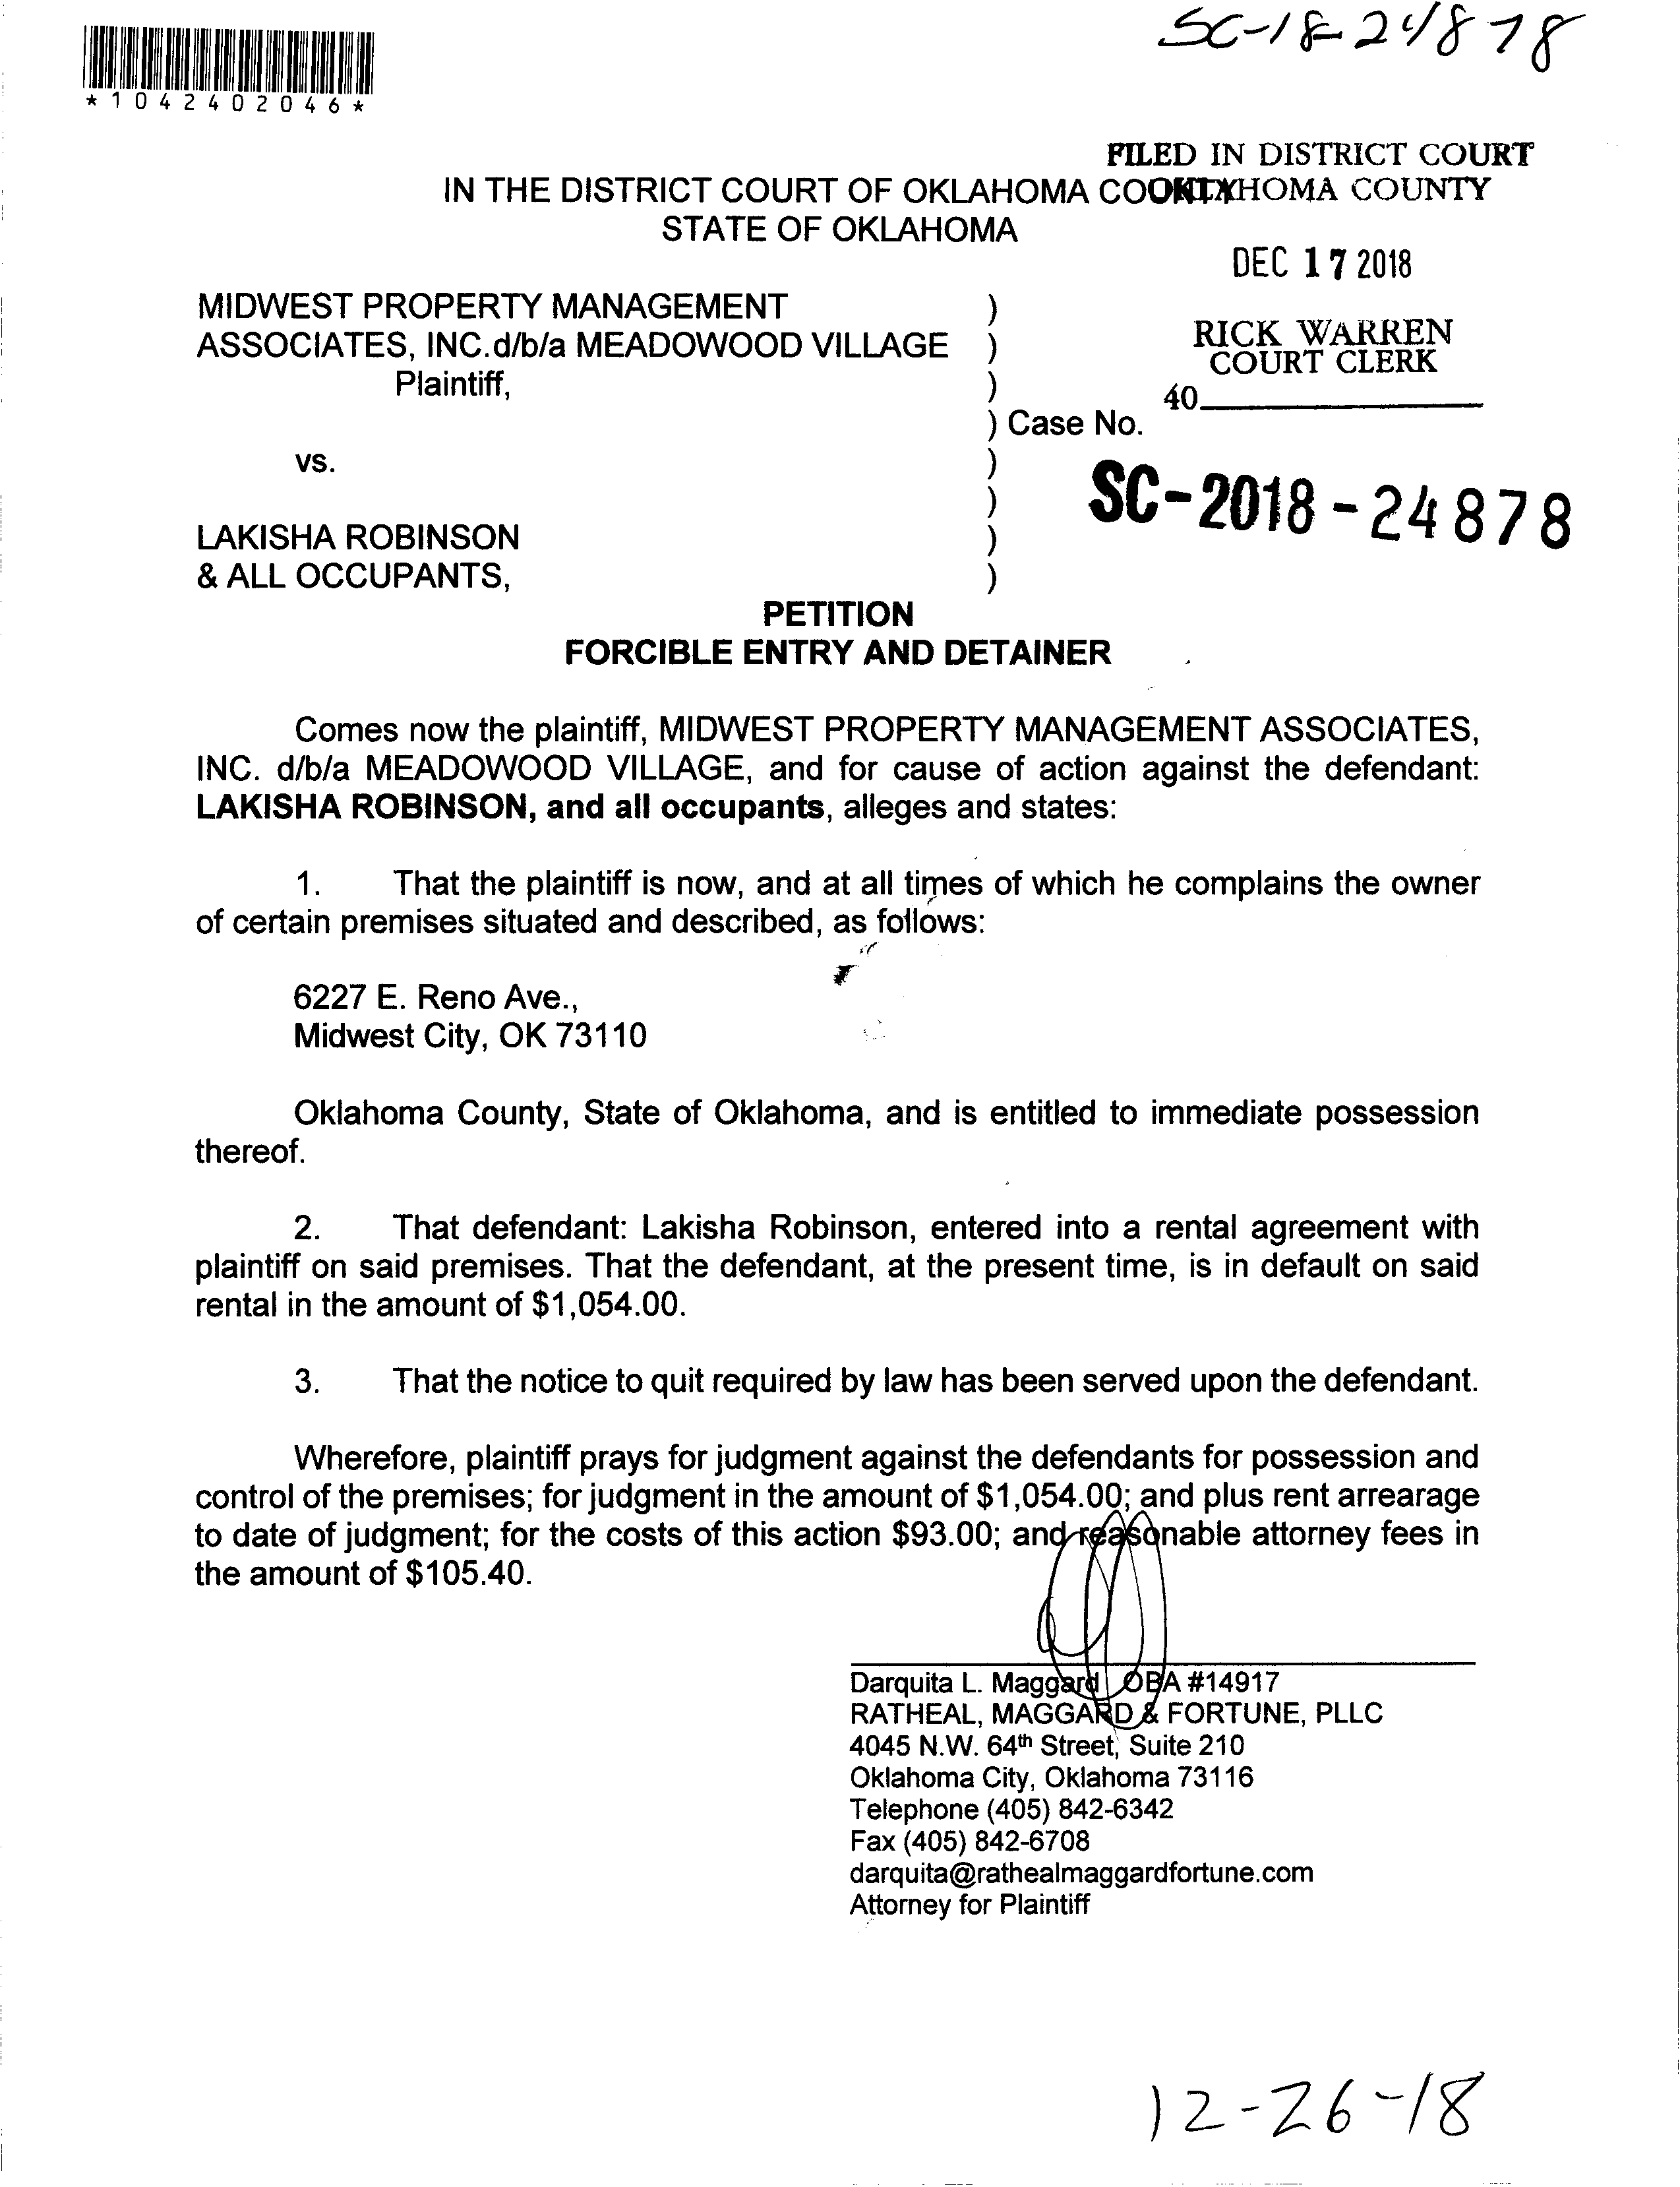 SC-18-24878
*1042402046*
FILED IN DISTRICT COURT
OKLAHOMA COUNTY
IN THE DISTRICT COURT OF OKLAHOMA COUNTY
STATE OF OKLAHOMA
DEC 17 2018
MIDWEST PROPERTY MANAGEMENT )
ASSOCIATES, INC.d/b/a MEADOWOOD VILLAGE )
RICK WARREN
COURT CLERK
Plaintiff, )
40
) Case No.
vs. )
)
SC-2018-24878
LAKISHA ROBINSON )
& ALL OCCUPANTS, )
PETITION
FORCIBLE ENTRY AND DETAINER
Comes now the plaintiff, MIDWEST PROPERTY MANAGEMENT ASSOCIATES,
INC. d/b/a MEADOWOOD VILLAGE, and for cause of action against the defendant:
LAKISHA ROBINSON, and all occupants, alleges and states:
1. That the plaintiff is now, and at all times of which he complains the owner
of certain premises situated and described, as follows:
6227 E. Reno Ave.,
Midwest City, OK 73110
Oklahoma County, State of Oklahoma, and is entitled to immediate possession
thereof.
2. That defendant: Lakisha Robinson, entered into a rental agreement with
plaintiff on said premises. That the defendant, at the present time, is in default on said
rental in the amount of $1,054.00.
3. That the notice to quit required by law has been served upon the defendant.
Wherefore, plaintiff prays for judgment against the defendants for possession and
control of the premises; for judgment in the amount of $1,054.00; and plus rent arrearage
to date of judgment; for the costs of this action $93.00; and reasonable attorney fees in
the amount of $105.40.
Darquita L. Maggard OBA #14917
RATHEAL, MAGGARD & FORTUNE, PLLC
4045 N.W. 64th Street, Suite 210
Oklahoma City, Oklahoma 73116
Telephone (405) 842-6342
Fax (405) 842-6708
darquita@rathealmaggardfortune.com
Attorney for Plaintiff
12-26-18